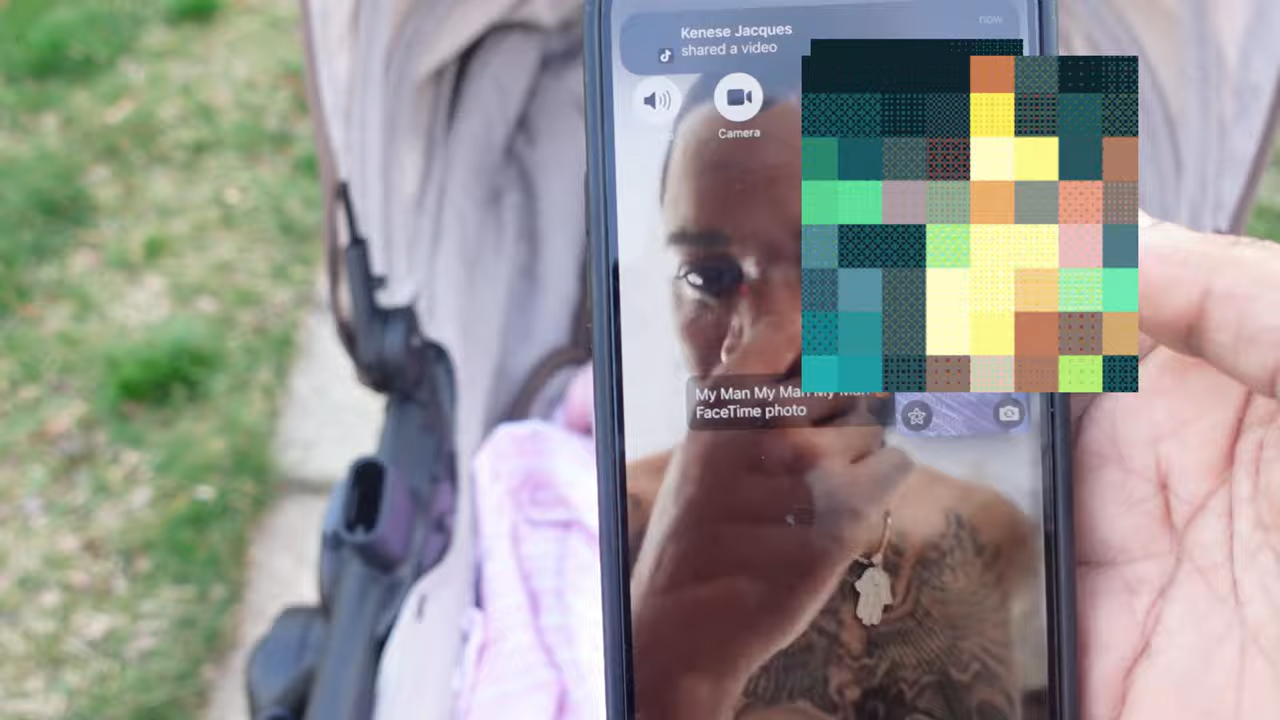 Kenese Jacques
now
shared a video
Camera
My Man My Man My Man
FaceTime photo